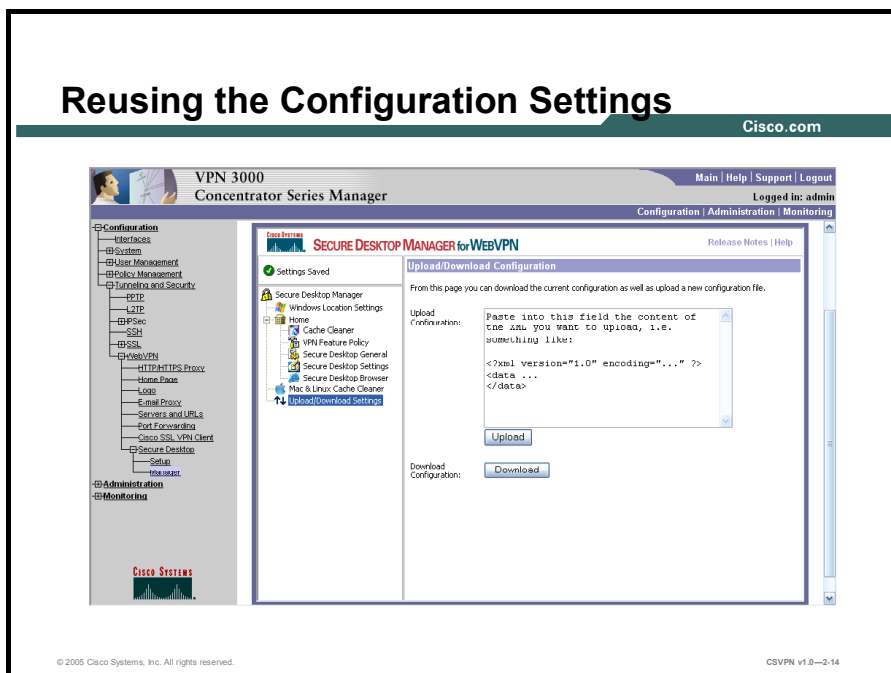 Reusing the Configuration Settings
Cisco.com
VPN 3000
Concentrator Series Manager
Main | Help | Support | Logout
Logged in: admin
Configuration | Administration | Monitoring
Configuration
Interfaces
System
User Management
Policy Management
Tunneling and Security
PPTP
L2TP
IPSec
SSH
SSL
WebVPN
HTTP/HTTPS Proxy
Home Page
Logo
E-mail Proxy
Servers and URLs
Port Forwarding
Cisco SSL VPN Client
Secure Desktop
Setup
Manager
Administration
Monitoring
CISCO SYSTEMS
CISCO SYSTEMS
SECURE DESKTOP MANAGER for WEBVPN
Release Notes | Help
Settings Saved
Secure Desktop Manager
Windows Location Settings
Home
Cache Cleaner
VPN Feature Policy
Secure Desktop General
Secure Desktop Settings
Secure Desktop Browser
Mac & Linux Cache Cleaner
Upload/Download Settings
Upload/Download Configuration
From this page you can download the current configuration as well as upload a new configuration file.
Upload
Configuration:
Paste into this field the content of
the XML you want to upload, i.e.
something like:
<?xml version="1.0" encoding="..." ?>
<data ...
</data>
Upload
Download
Configuration:
Download
© 2005 Cisco Systems, Inc. All rights reserved.
CSVPN v1.0—2-14